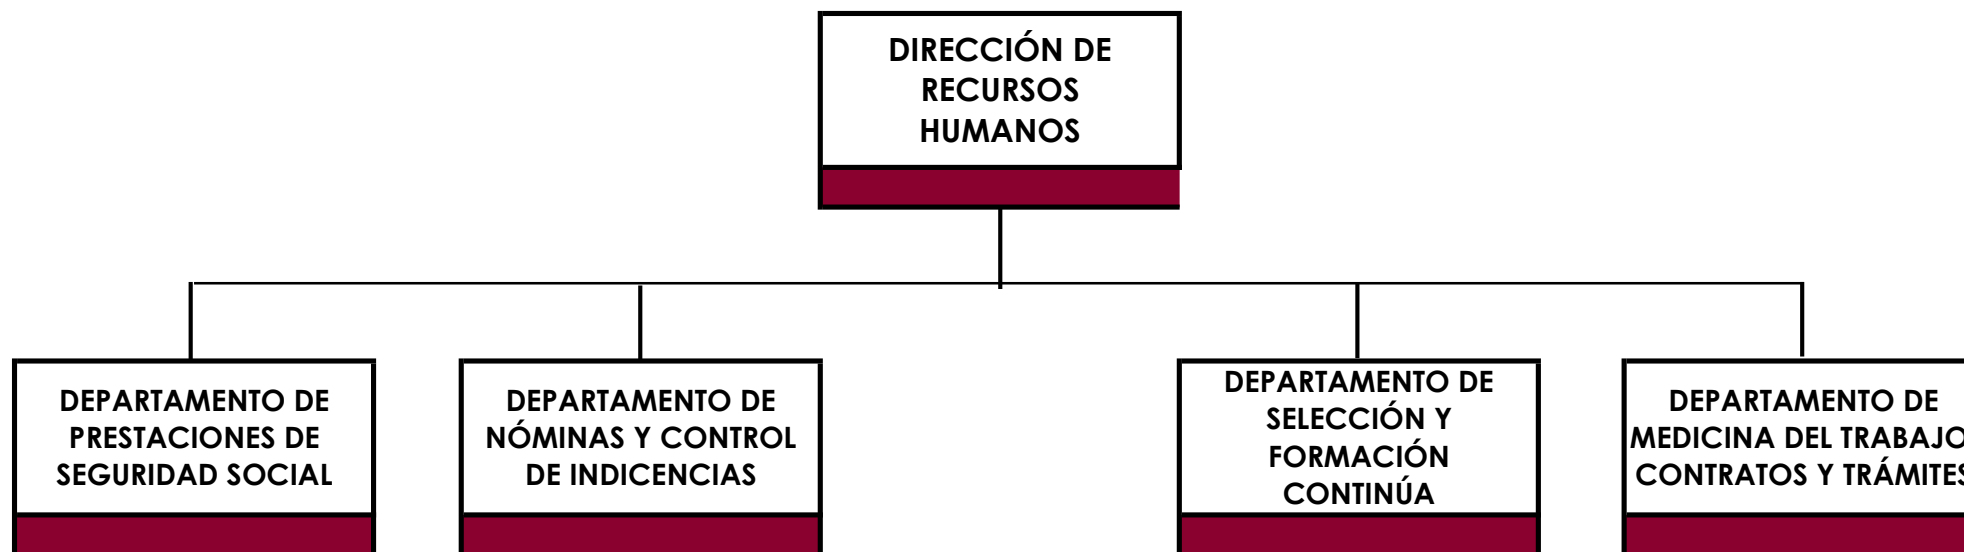 DIRECCIÓN DE
RECURSOS
HUMANOS
DEPARTAMENTO DE
PRESTACIONES DE
SEGURIDAD SOCIAL
DEPARTAMENTO DE
NÓMINAS Y CONTROL
DE INDICENCIAS
DEPARTAMENTO DE
SELECCIÓN Y
FORMACIÓN
CONTINÚA
DEPARTAMENTO DE
MEDICINA DEL TRABAJO
CONTRATOS Y TRÁMITES